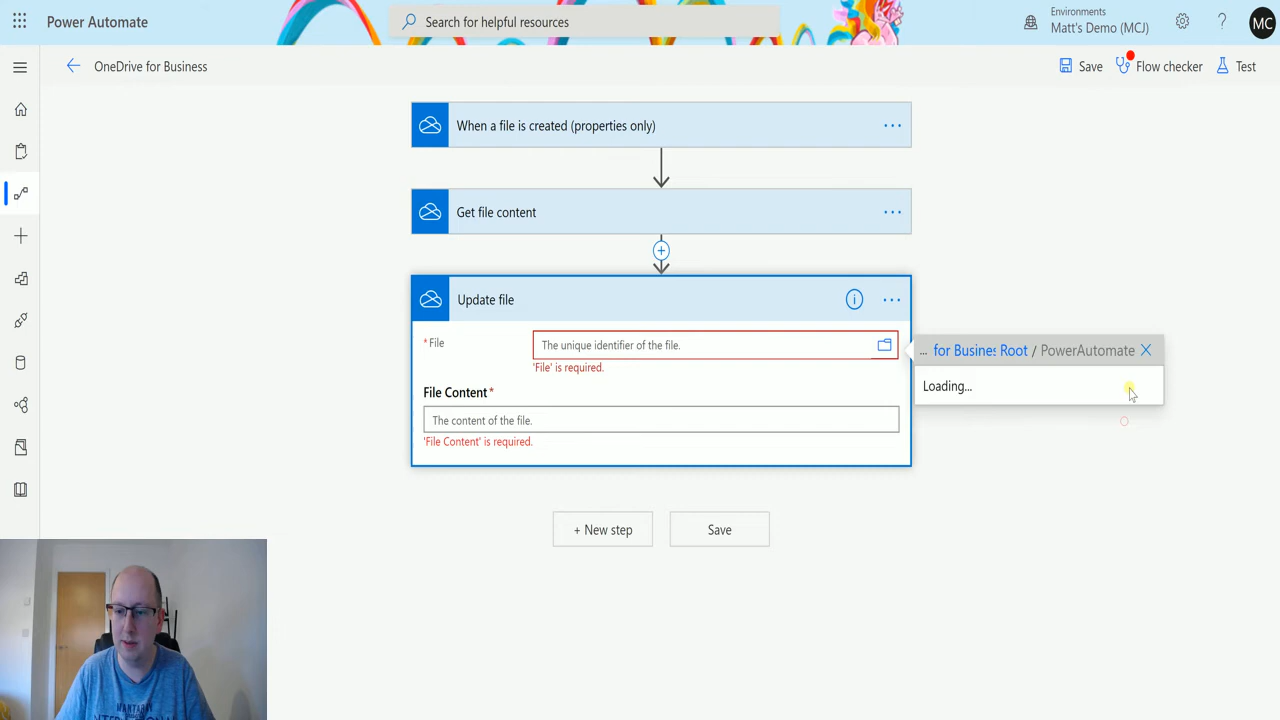 Power Automate
Search for helpful resources
Environments
Matt's Demo (MCJ)
MC
OneDrive for Business
Save
Flow checker
Test
When a file is created (properties only)
Get file content
Update file
* File
The unique identifier of the file.
'File' is required.
... for Busines Root / PowerAutomate
Loading...
File Content *
The content of the file.
'File Content' is required.
+ New step
Save
MANTARAY
INTERNATIONAL